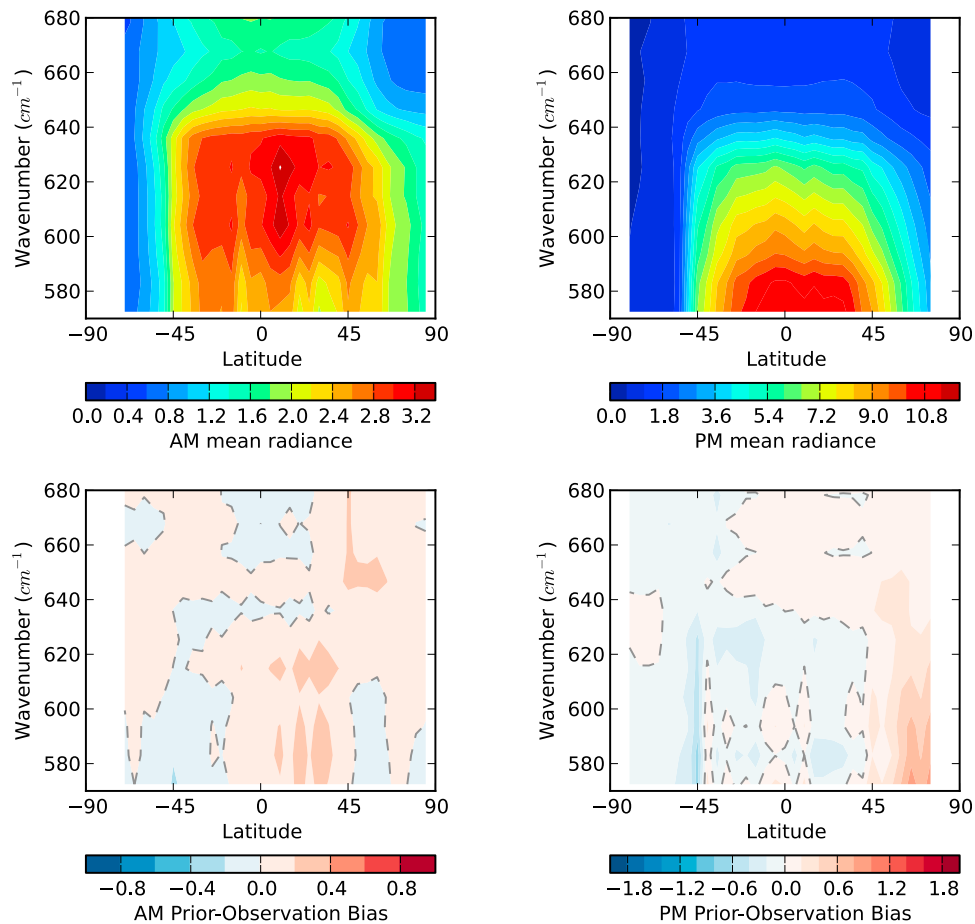 680
660
640
620
600
580
Wavenumber (cm⁻¹)
−90 −45 0 45 90
Latitude
0.0 0.4 0.8 1.2 1.6 2.0 2.4 2.8 3.2
AM mean radiance
680
660
640
620
600
580
Wavenumber (cm⁻¹)
−90 −45 0 45 90
Latitude
0.0 1.8 3.6 5.4 7.2 9.0 10.8
PM mean radiance
680
660
640
620
600
580
Wavenumber (cm⁻¹)
−90 −45 0 45 90
Latitude
−0.8 −0.4 0.0 0.4 0.8
AM Prior-Observation Bias
680
660
640
620
600
580
Wavenumber (cm⁻¹)
−90 −45 0 45 90
Latitude
−1.8 −1.2 −0.6 0.0 0.6 1.2 1.8
PM Prior-Observation Bias